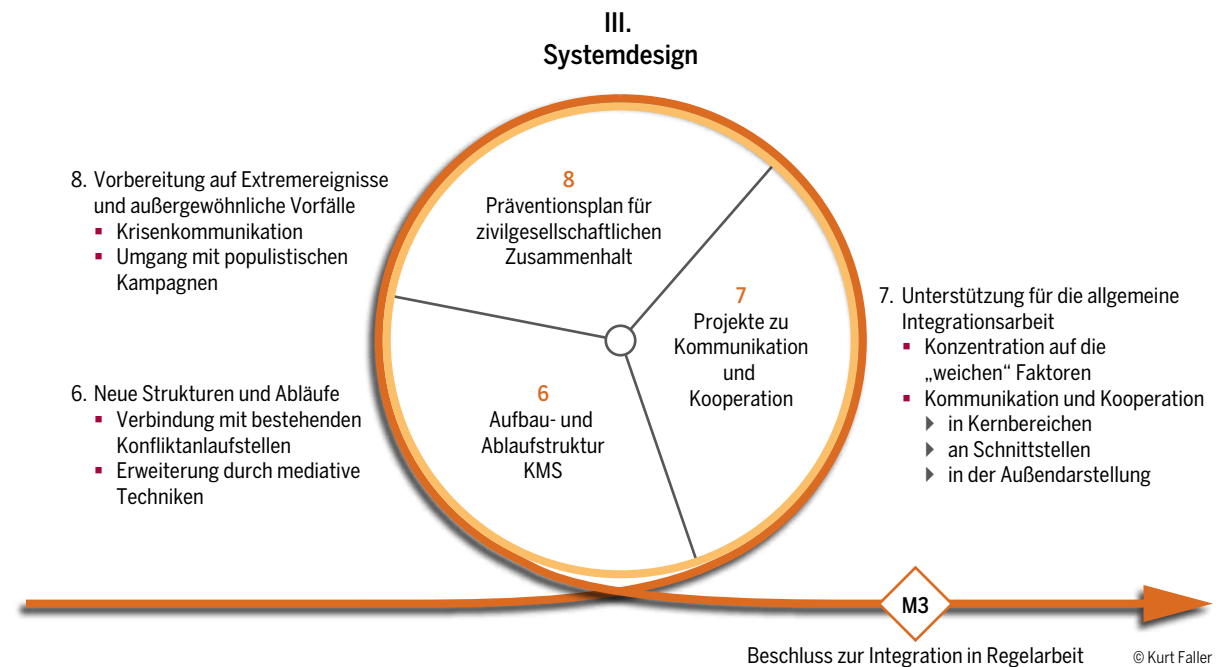 III.
Systemdesign
8. Vorbereitung auf Extremereignisse
und außergewöhnliche Vorfälle
▪ Krisenkommunikation
▪ Umgang mit populistischen
Kampagnen
6. Neue Strukturen und Abläufe
▪ Verbindung mit bestehenden
Konfliktanlaufstellen
▪ Erweiterung durch mediative
Techniken
8
Präventionsplan für
zivilgesellschaftlichen
Zusammenhalt
7
Projekte zu
Kommunikation
und
Kooperation
6
Aufbau- und
Ablaufstruktur
KMS
7. Unterstützung für die allgemeine
Integrationsarbeit
▪ Konzentration auf die
„weichen“ Faktoren
▪ Kommunikation und Kooperation
▶ in Kernbereichen
▶ an Schnittstellen
▶ in der Außendarstellung
M3
Beschluss zur Integration in Regelarbeit
© Kurt Faller